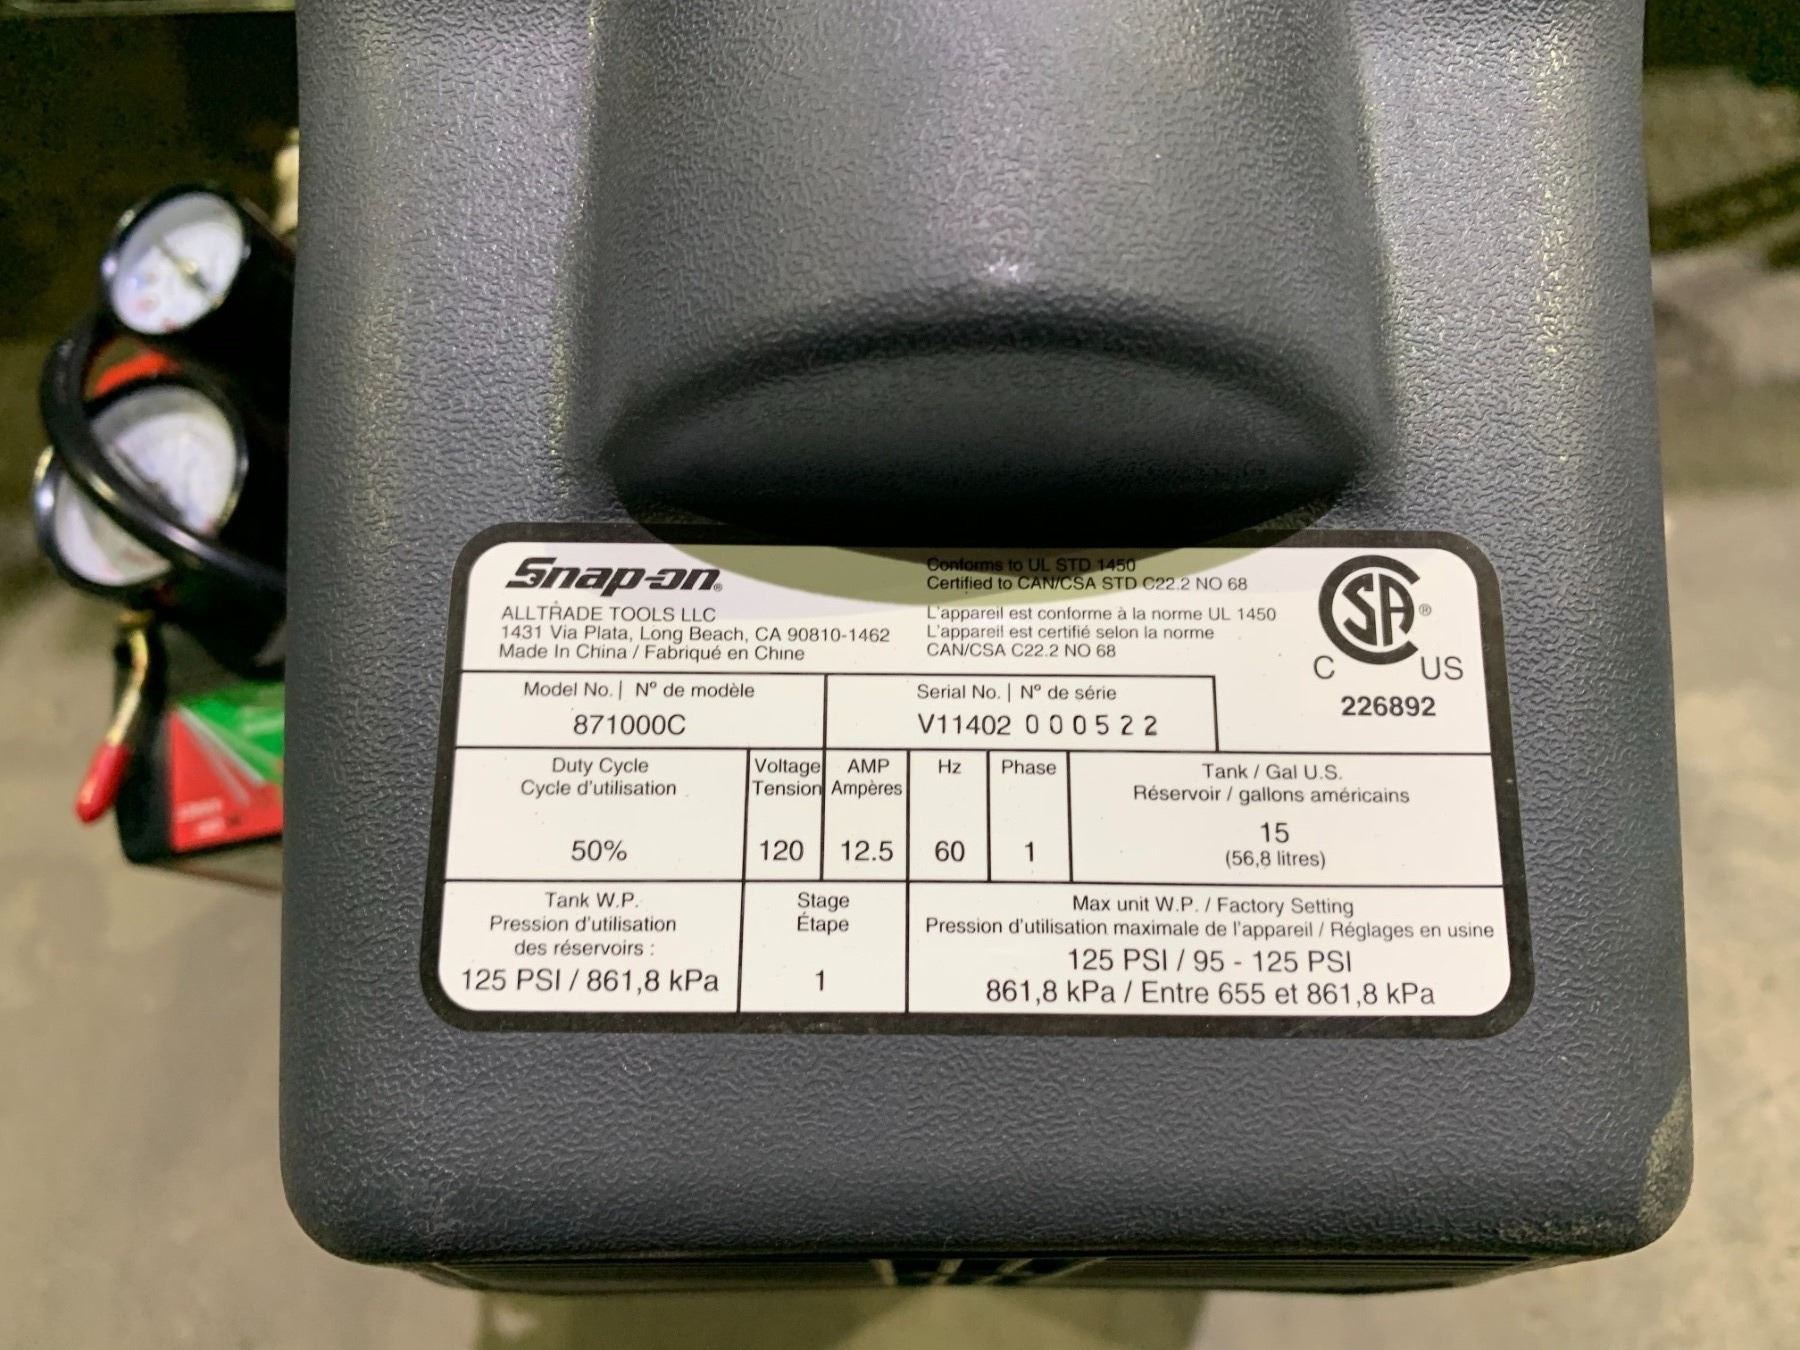 Snap-on®
ALLTRADE TOOLS LLC
1431 Via Plata, Long Beach, CA 90810-1462
Made In China / Fabriqué en Chine
Conforms to UL STD 1450
Certified to CAN/CSA STD C22.2 NO 68
L'appareil est conforme à la norme UL 1450
L'appareil est certifié selon la norme
CAN/CSA C22.2 NO 68
SA®
C US
226892
Model No. | N° de modèle
871000C
Serial No. | N° de série
V11402 000522
Duty Cycle
Cycle d'utilisation
50%
Voltage
Tension
120
AMP
Ampères
12.5
Hz
60
Phase
1
Tank / Gal U.S.
Réservoir / gallons américains
15
(56,8 litres)
Tank W.P.
Pression d'utilisation
des réservoirs :
125 PSI / 861,8 kPa
Stage
Étape
1
Max unit W.P. / Factory Setting
Pression d'utilisation maximale de l'appareil / Réglages en usine
125 PSI / 95 - 125 PSI
861,8 kPa / Entre 655 et 861,8 kPa